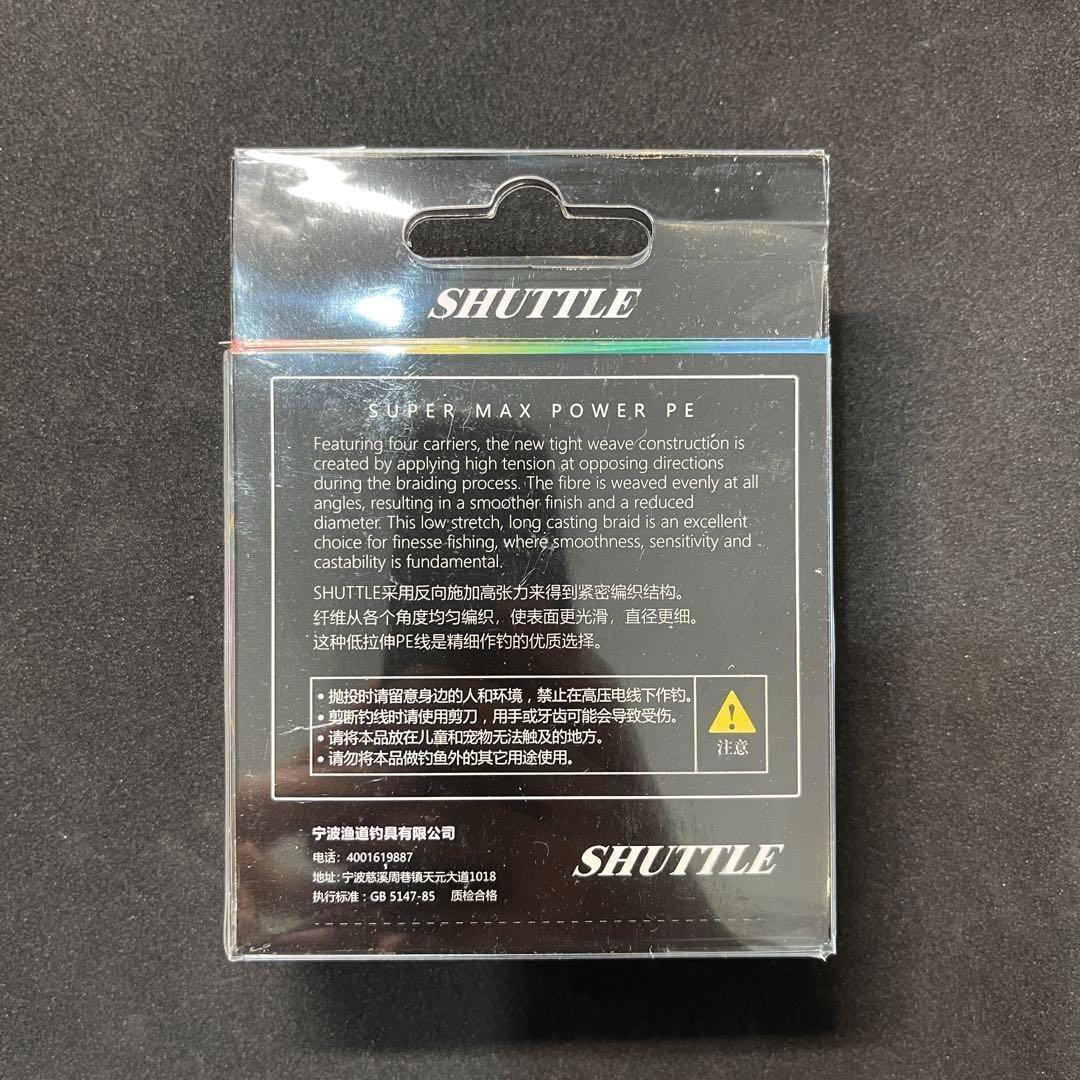 SHUTTLE
SUPER MAX POWER PE
Featuring four carriers, the new tight weave construction is
created by applying high tension at opposing directions
during the braiding process. The fibre is weaved evenly at all
angles, resulting in a smoother finish and a reduced
diameter. This low stretch, long casting braid is an excellent
choice for finesse fishing, where smoothness, sensitivity and
castability is fundamental.
SHUTTLE采用反向施加高张力来得到紧密编织结构。
纤维从各个角度均匀编织，使表面更光滑，直径更细。
这种低拉伸PE线是精细作钓的优质选择。
• 抛投时请留意身边的人和环境，禁止在高压电线下作钓。
• 剪断钓线时请使用剪刀，用手或牙齿可能会导致受伤。
• 请将本品放在儿童和宠物无法触及的地方。
• 请勿将本品做钓鱼外的其它用途使用。
注意
宁波渔道钓具有限公司
电话：4001619887
地址：宁波慈溪周巷镇天元大道1018
执行标准：GB 5147-85 质检合格
SHUTTLE